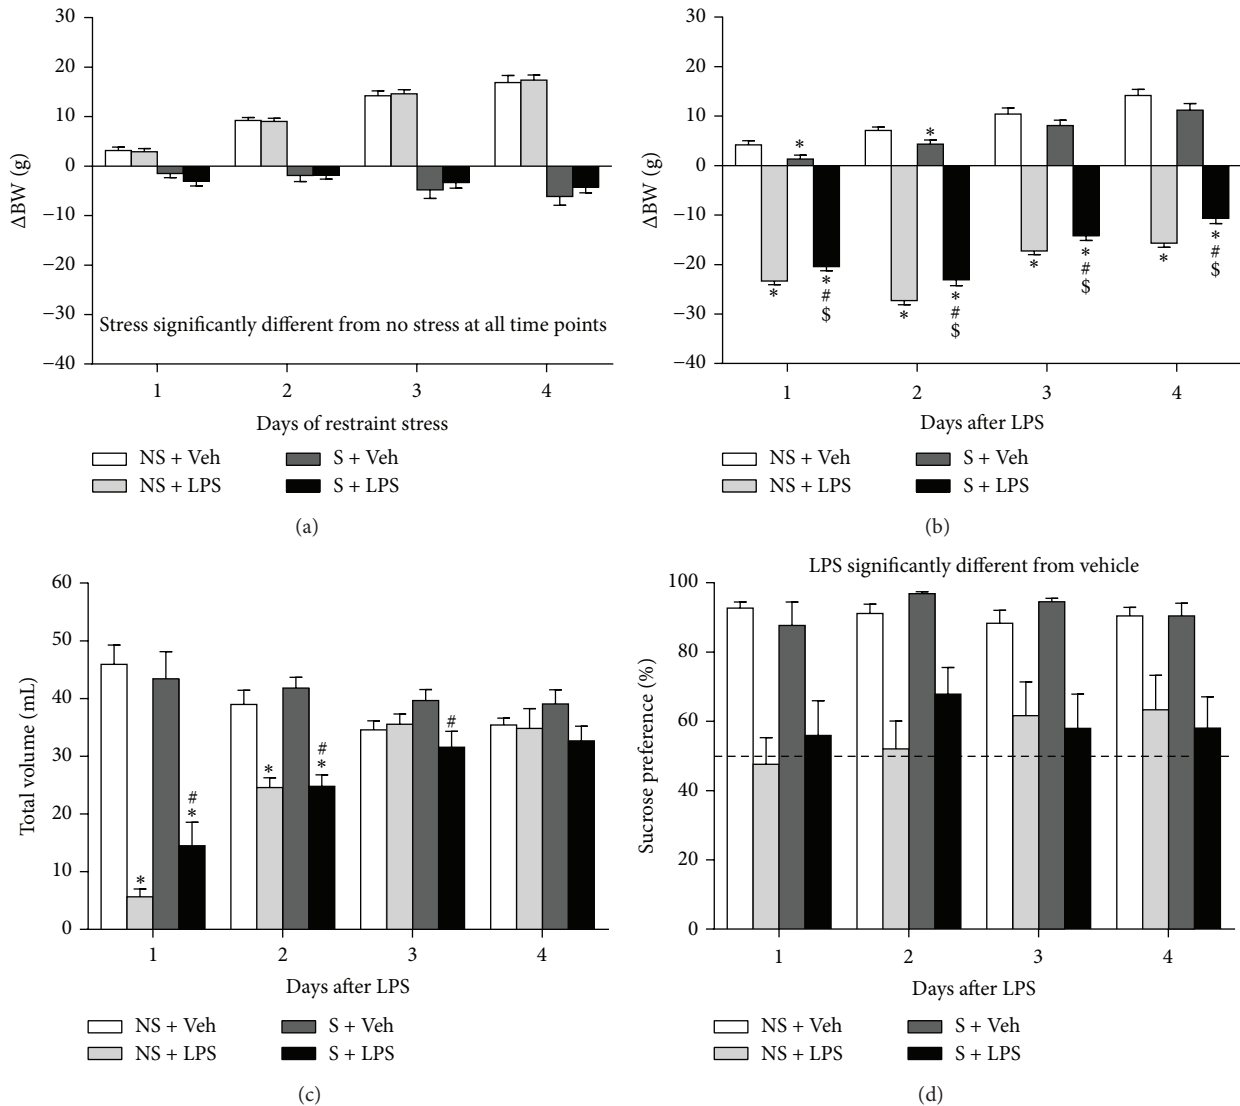 30
20
10
0
−10
−20
−30
−40
ΔBW (g)
Stress significantly different from no stress at all time points
1 2 3 4
Days of restraint stress
NS + Veh S + Veh
NS + LPS S + LPS
(a)
30
20
10
0
−10
−20
−30
−40
ΔBW (g)
* *
* * # $ * * # $ * * # $ * * # $
1 2 3 4
Days after LPS
NS + Veh S + Veh
NS + LPS S + LPS
(b)
60
50
40
30
20
10
0
Total volume (mL)
* # * * # * #
1 2 3 4
Days after LPS
NS + Veh S + Veh
NS + LPS S + LPS
(c)
LPS significantly different from vehicle
100
80
60
40
20
0
Sucrose preference (%)
1 2 3 4
Days after LPS
NS + Veh S + Veh
NS + LPS S + LPS
(d)